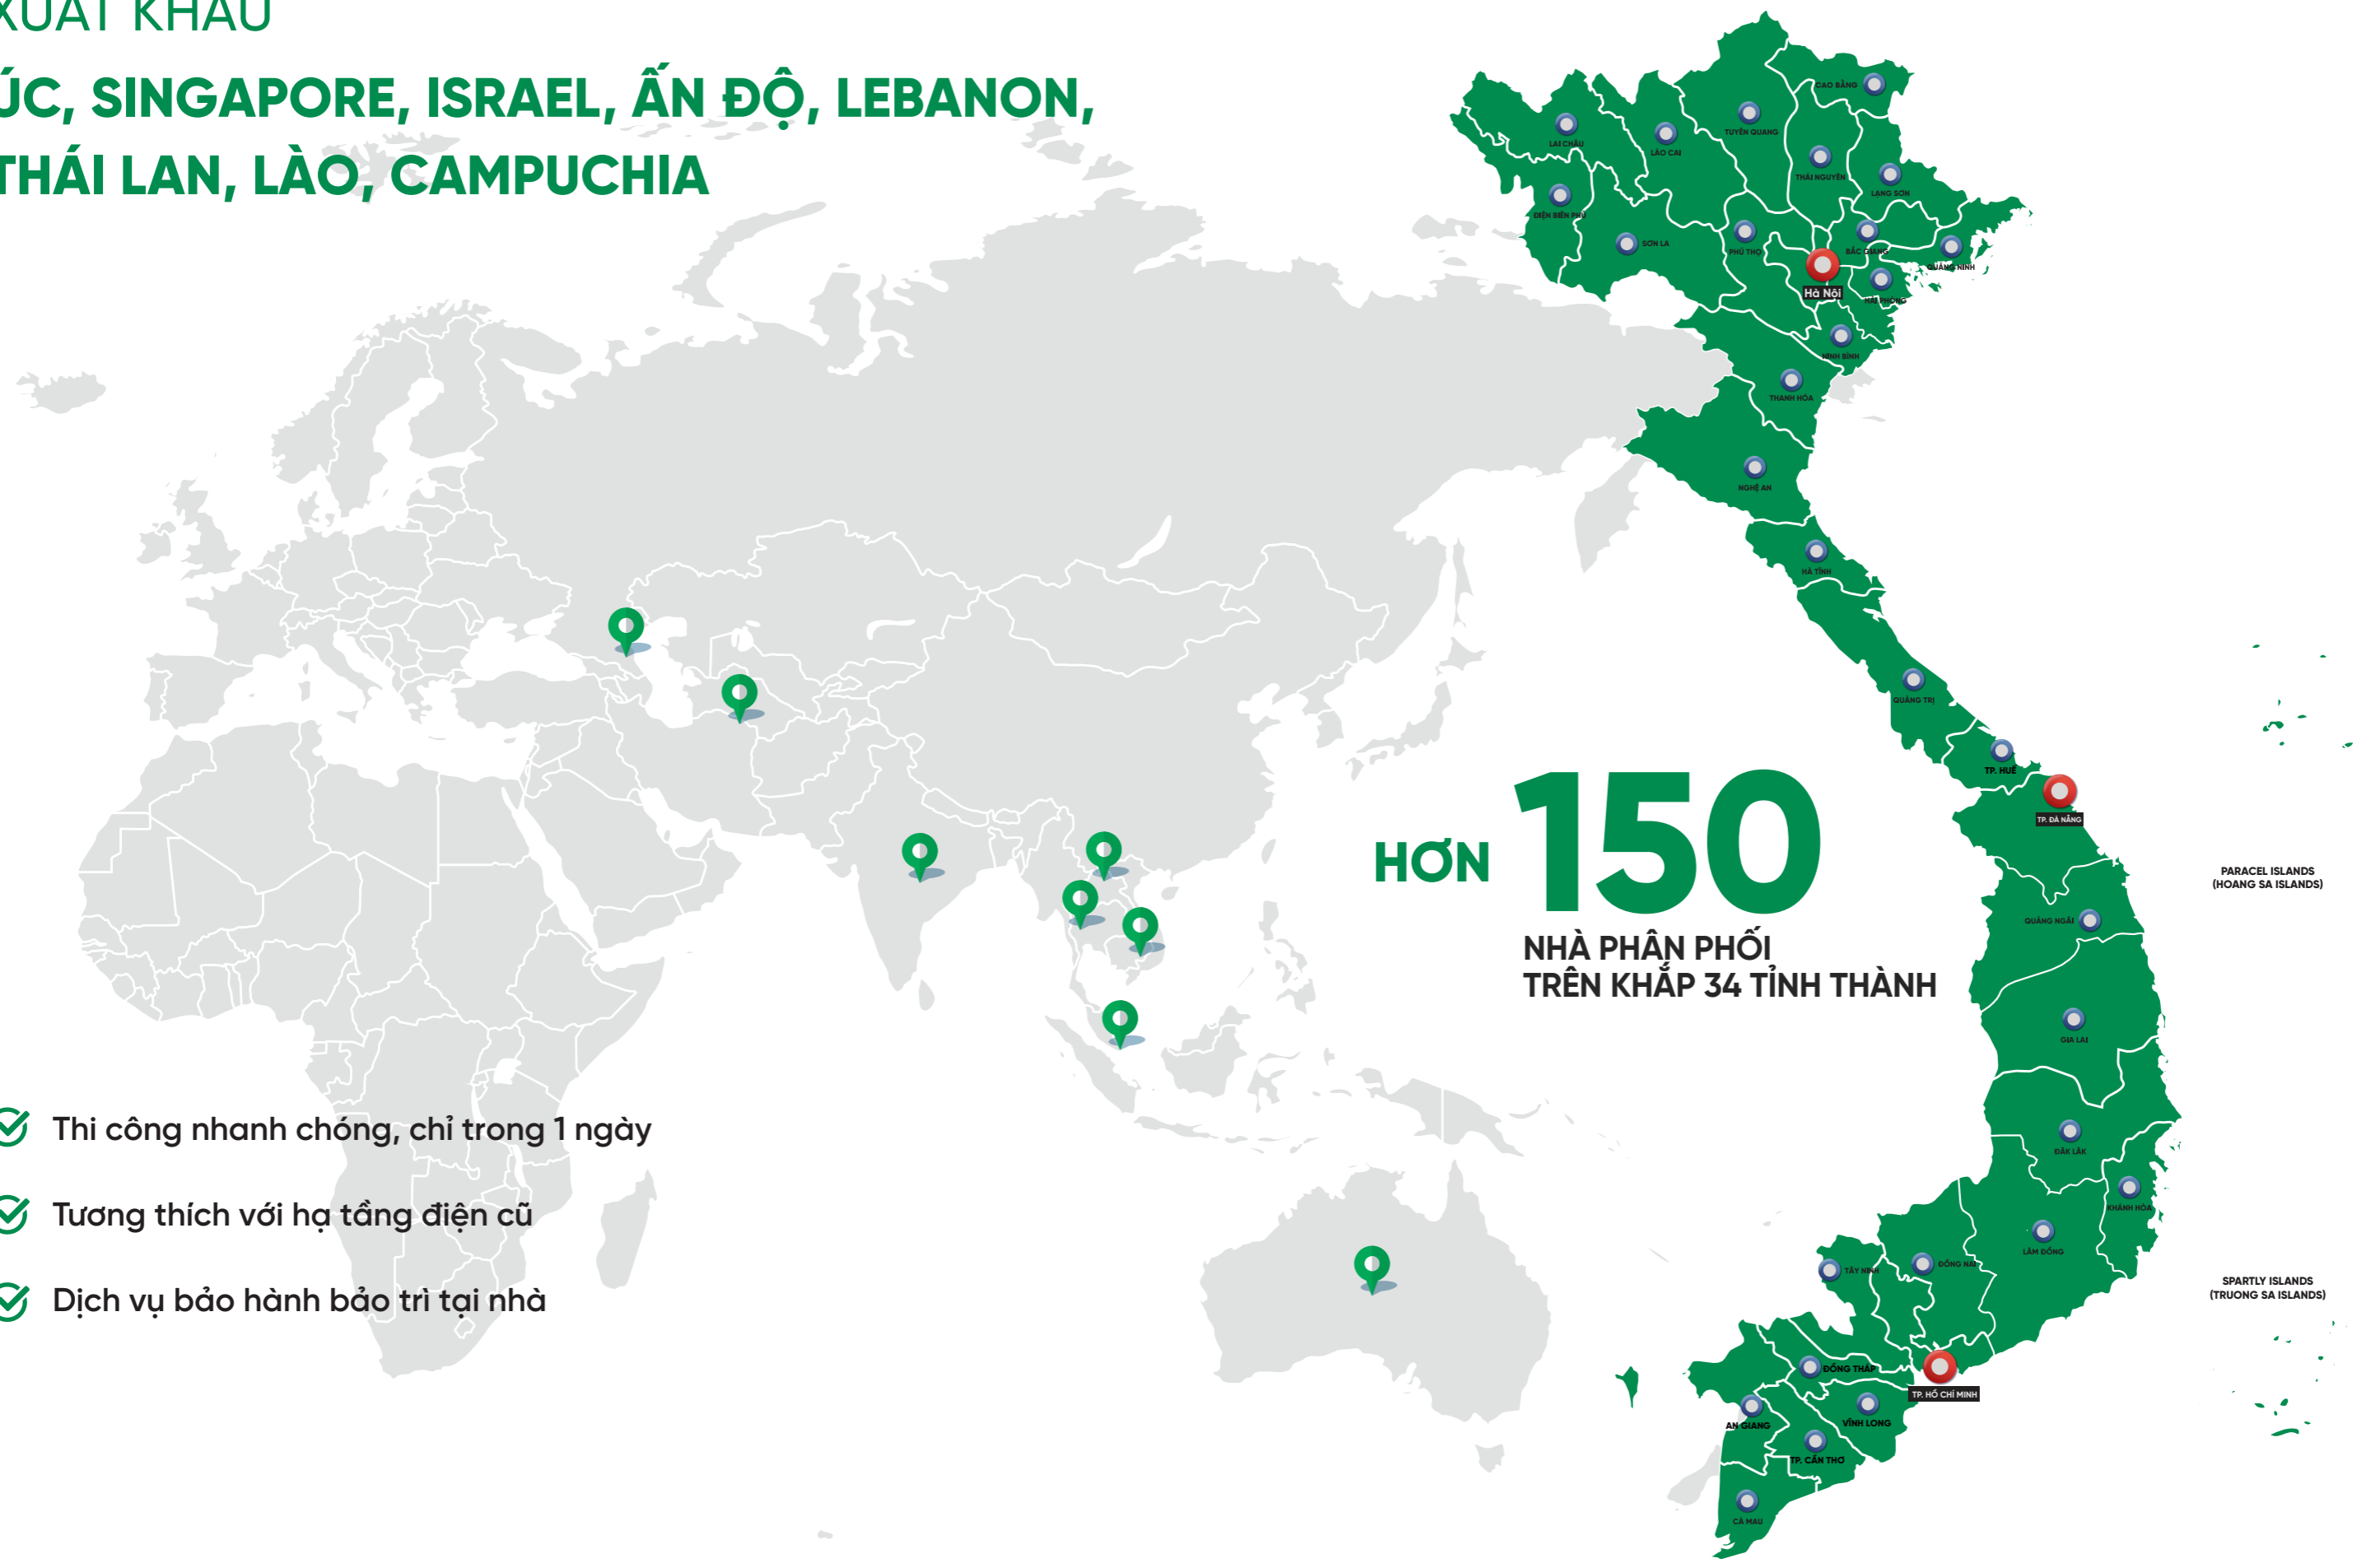 XUẤT KHẨU
ÚC, SINGAPORE, ISRAEL, ẤN ĐỘ, LEBANON,
THÁI LAN, LÀO, CAMPUCHIA
CAO BẰNG
TUYÊN QUANG
LAI CHÂU
LÀO CAI
THÁI NGUYÊN
LẠNG SƠN
ĐIỆN BIÊN PHỦ
SƠN LA
PHÚ THỌ
BẮC GIANG
QUẢNG NINH
Hà Nội
HẢI PHÒNG
NINH BÌNH
THANH HÓA
NGHỆ AN
HÀ TĨNH
QUẢNG TRỊ
TP. HUẾ
TP. ĐÀ NẴNG
HƠN 150
NHÀ PHÂN PHỐI
TRÊN KHẮP 34 TỈNH THÀNH
PARACEL ISLANDS
(HOANG SA ISLANDS)
QUẢNG NGÃI
GIA LAI
ĐĂK LĂK
KHÁNH HÒA
LÂM ĐỒNG
ĐỒNG NAI
TÂY NINH
SPARTLY ISLANDS
(TRUONG SA ISLANDS)
ĐỒNG THÁP
TP. HỒ CHÍ MINH
AN GIANG
VĨNH LONG
TP. CẦN THƠ
CÀ MAU
Thi công nhanh chóng, chỉ trong 1 ngày
Tương thích với hạ tầng điện cũ
Dịch vụ bảo hành bảo trì tại nhà